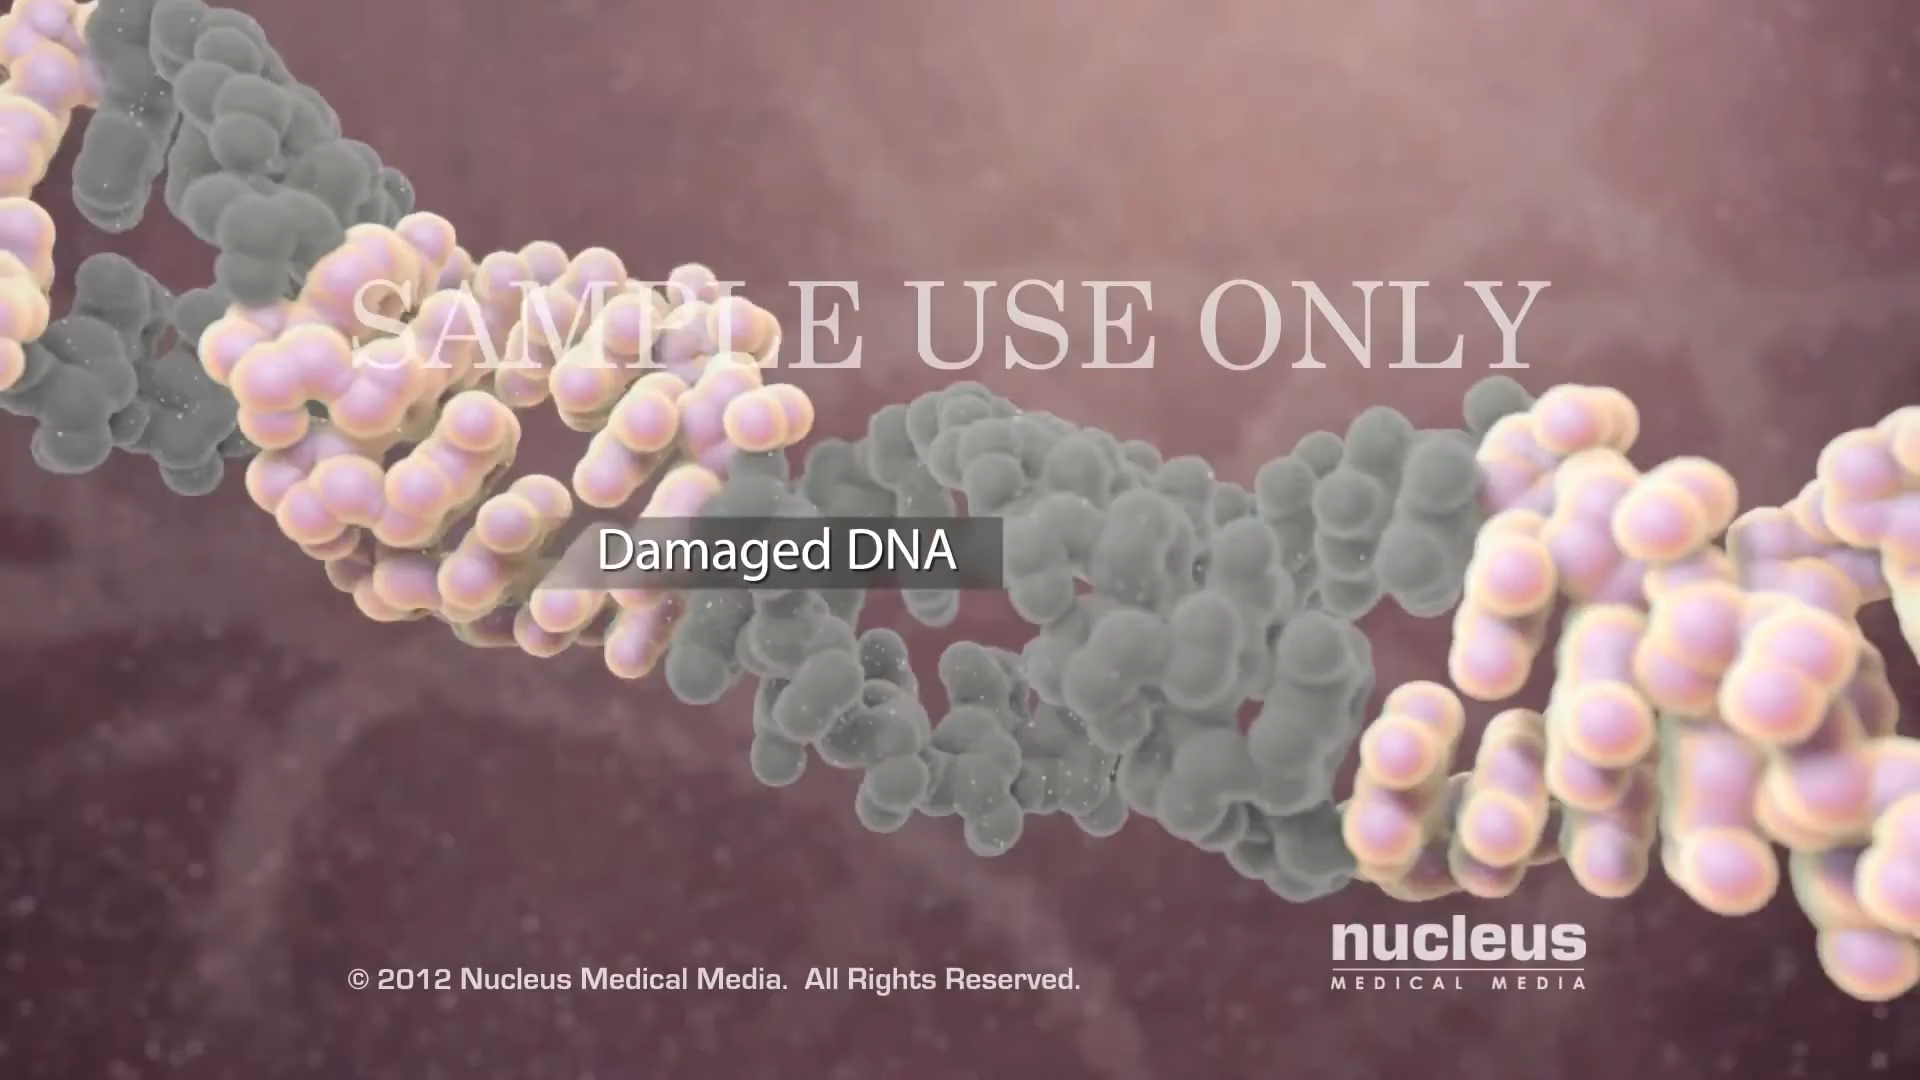 SAMPLE USE ONLY
Damaged DNA
nucleus
MEDICAL MEDIA
© 2012 Nucleus Medical Media. All Rights Reserved.